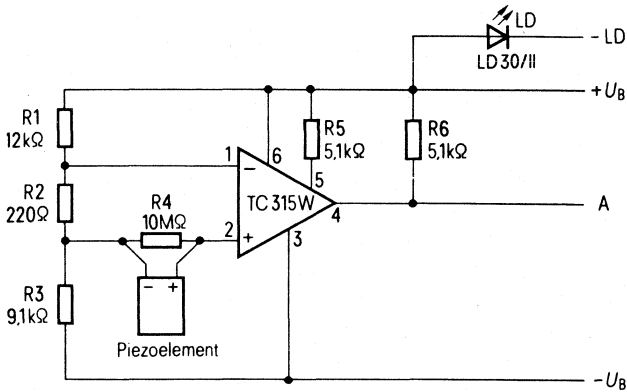 LD
- LD
LD 30/II
+ U_B
R1
12kΩ
1
-
6
R5
5,1kΩ
R6
5,1kΩ
5
R2
220Ω
R4
10MΩ
TC 315W
4
A
2
+
3
R3
9,1kΩ
- +
Piezoelement
- U_B